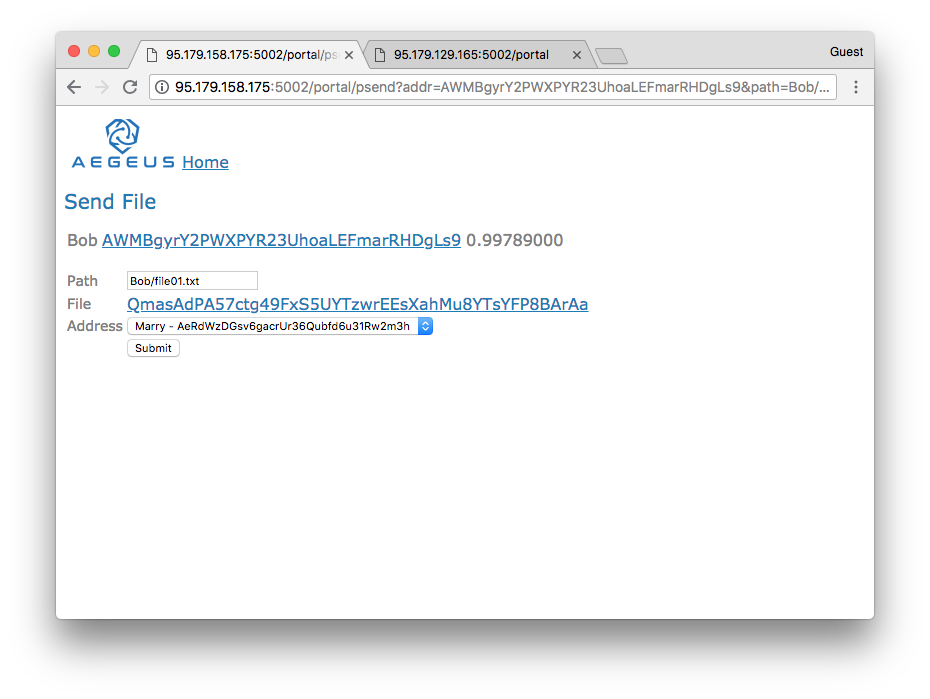 95.179.158.175:5002/portal/ps
95.179.129.165:5002/portal
Guest
95.179.158.175:5002/portal/psend?addr=AWMBgyrY2PWXPYR23UhoaLEFmarRHDgLs9&path=Bob/...
AEGEUS Home
Send File
Bob AWMBgyrY2PWXPYR23UhoaLEFmarRHDgLs9 0.99789000
Path Bob/file01.txt
File QmasAdPA57ctg49FxS5UYTzwrEEsXahMu8YTsYFP8BArAa
Address Marry - AeRdWzDGsv6gacrUr36Qubfd6u31Rw2m3h
Submit